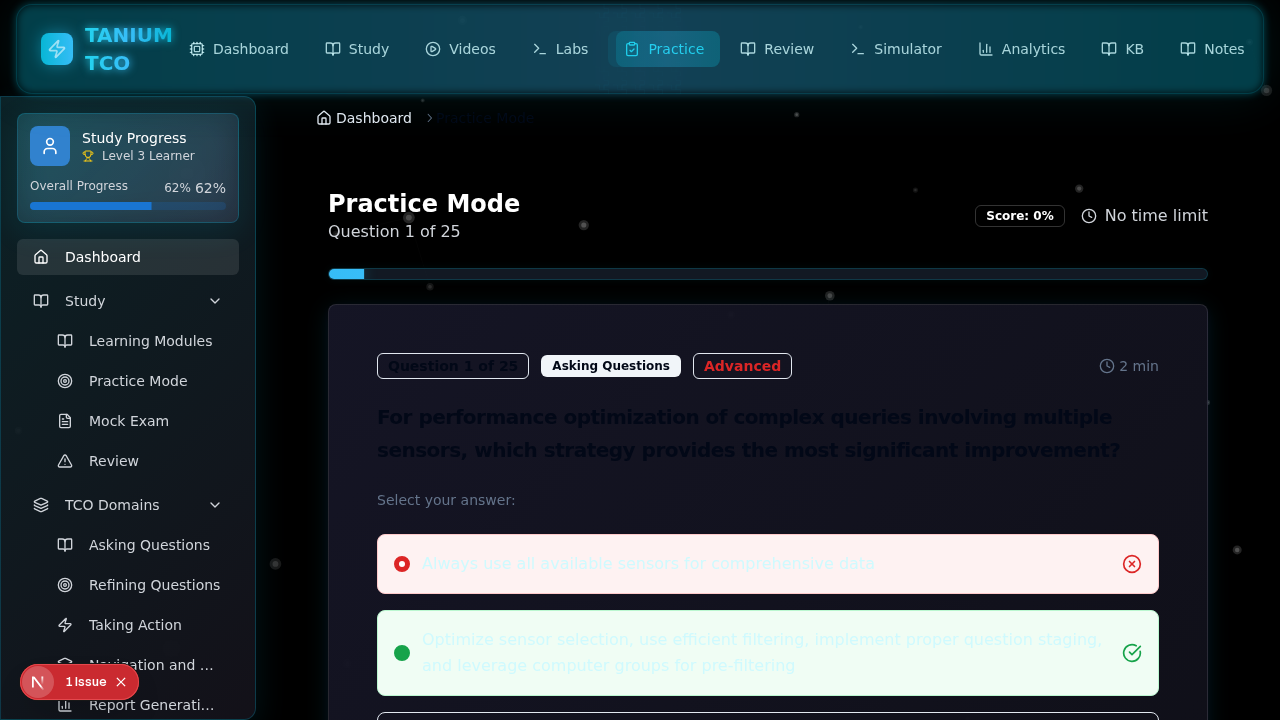 TANIUM
TCO
Dashboard
Study
Videos
Labs
Practice
Review
Simulator
Analytics
KB
Notes
Study Progress
Level 3 Learner
Overall Progress
62% 62%
Dashboard
Study
Learning Modules
Practice Mode
Mock Exam
Review
TCO Domains
Asking Questions
Refining Questions
Taking Action
Navigation and ...
Report Generati...
1 Issue
Dashboard
Practice Mode
Practice Mode
Question 1 of 25
Score: 0%
No time limit
Question 1 of 25
Asking Questions
Advanced
2 min
For performance optimization of complex queries involving multiple
sensors, which strategy provides the most significant improvement?
Select your answer:
Always use all available sensors for comprehensive data
Optimize sensor selection, use efficient filtering, implement proper question staging,
and leverage computer groups for pre-filtering